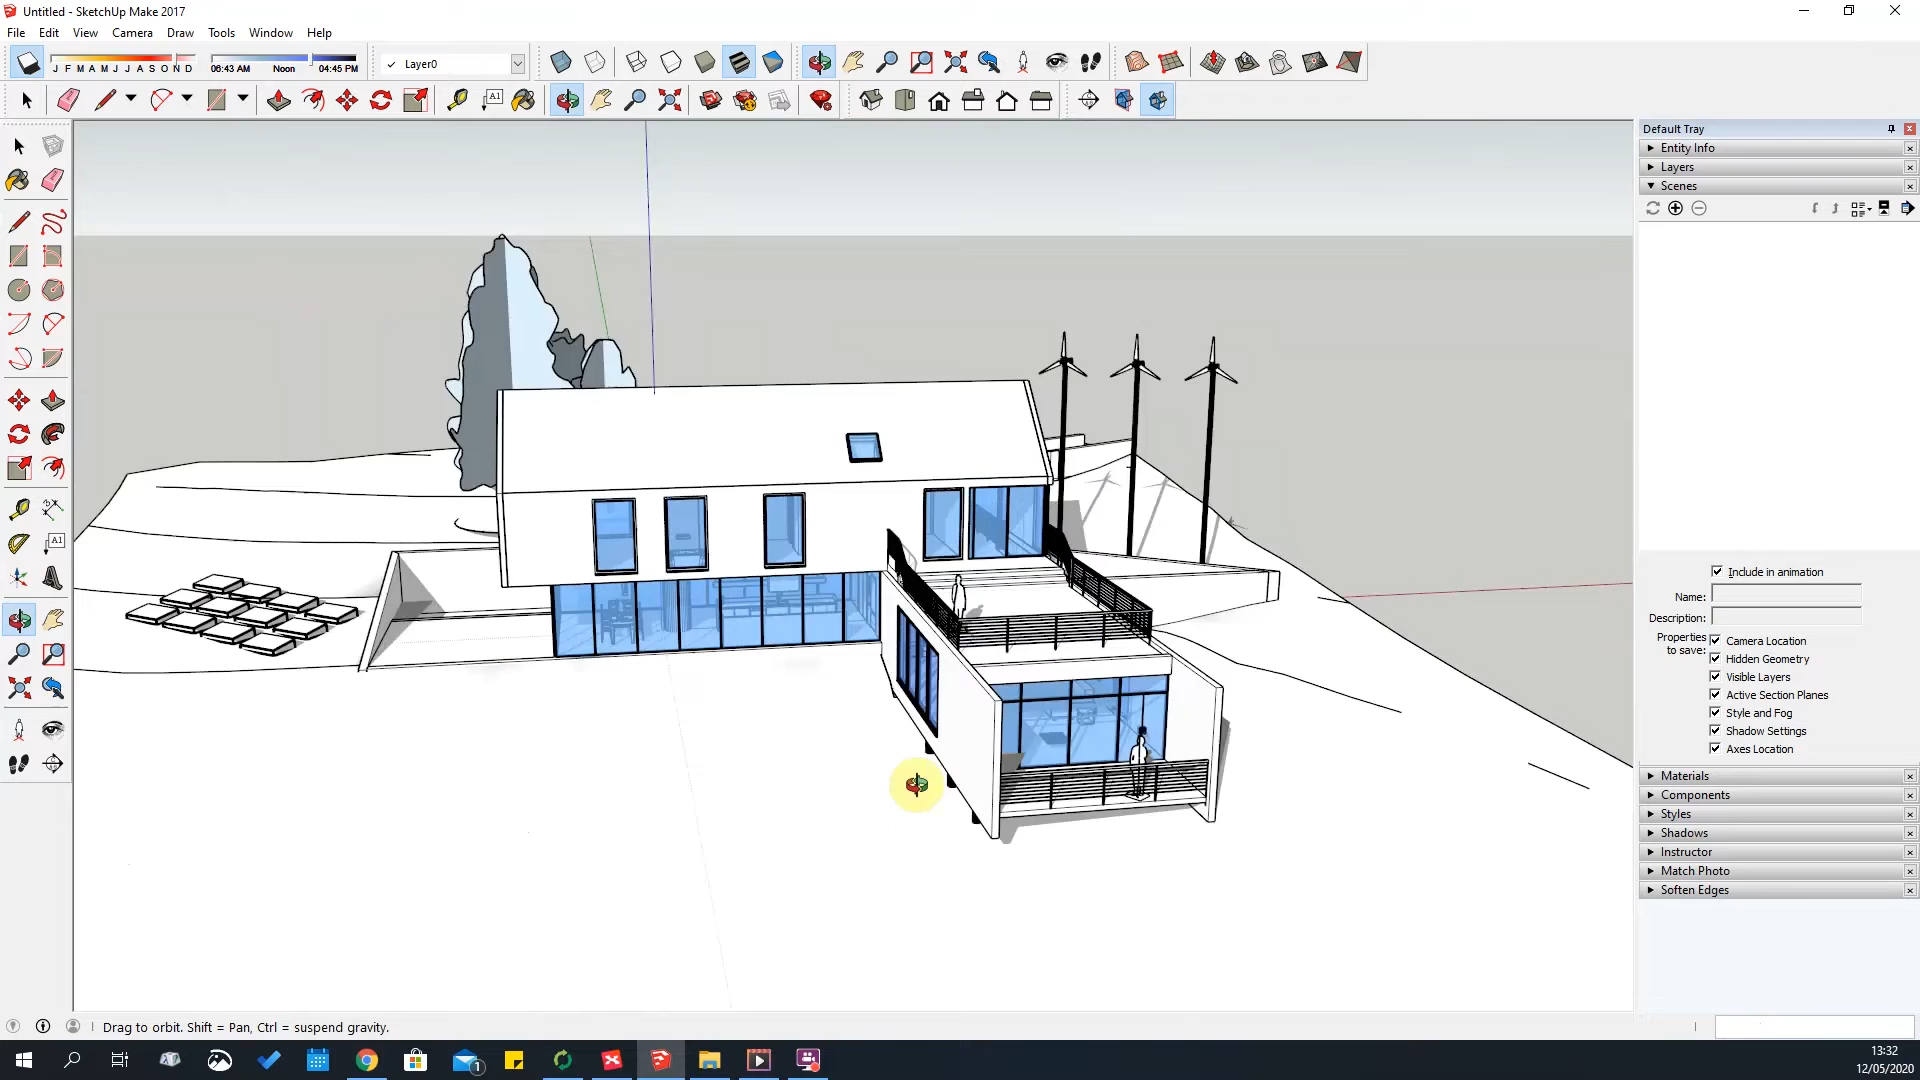 Untitled - SketchUp Make 2017
File Edit View Camera Draw Tools Window Help
J F M A M J J A S O N D
06:43 AM Noon 04:45 PM
Layer0
A1
A1
Default Tray
Entity Info
Layers
Scenes
Include in animation
Name:
Description:
Properties to save:
Camera Location
Hidden Geometry
Visible Layers
Active Section Planes
Style and Fog
Shadow Settings
Axes Location
Materials
Components
Styles
Shadows
Instructor
Match Photo
Soften Edges
Drag to orbit. Shift = Pan, Ctrl = suspend gravity.
1
13:32
12/05/2020